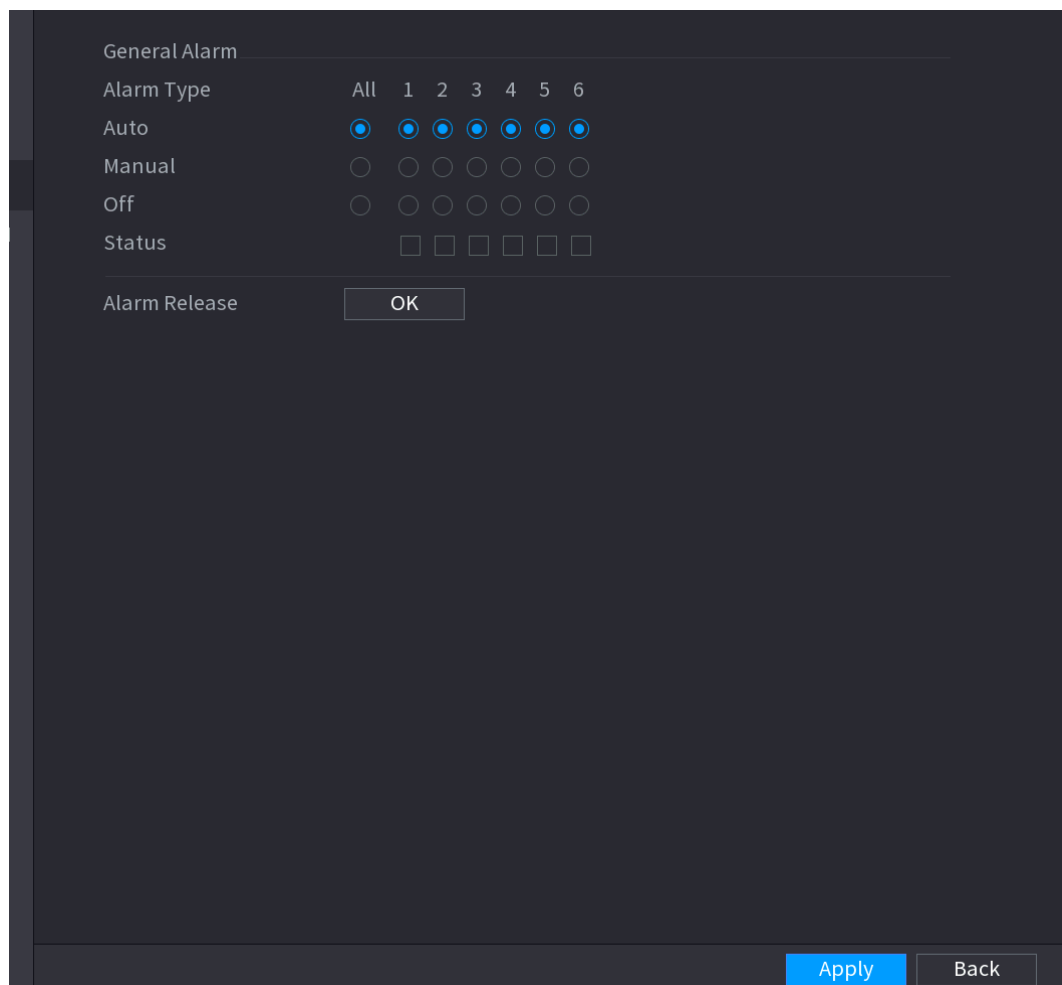 General Alarm
Alarm Type All 1 2 3 4 5 6
Auto
Manual
Off
Status
Alarm Release OK
Apply Back